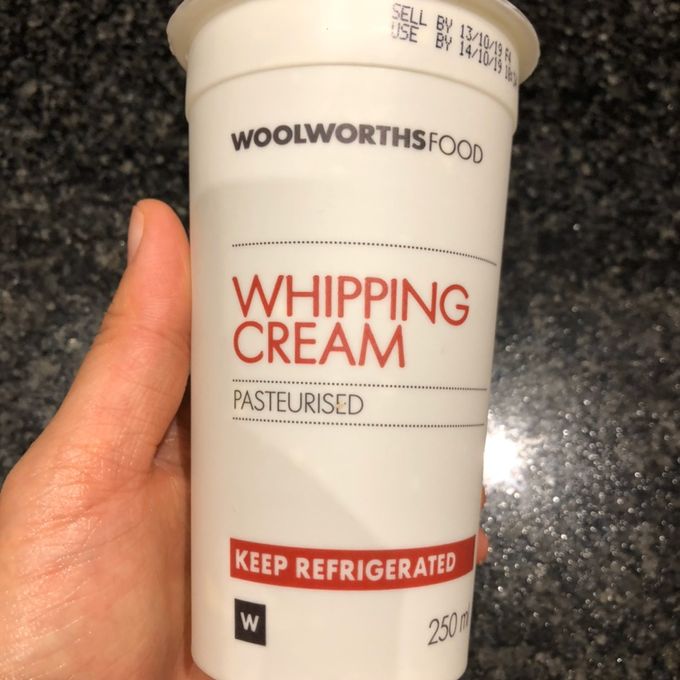 SELL BY 13/10/19
USE BY 14/10/19
WOOLWORTHSFOOD
WHIPPING
CREAM
PASTEURISED
KEEP REFRIGERATED
W
250 ml